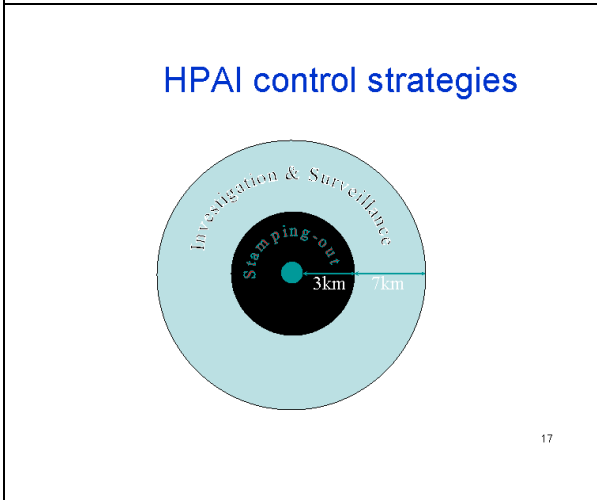 HPAI control strategies
Investigation & Surveillance
Stamping-out
3km
7km
17